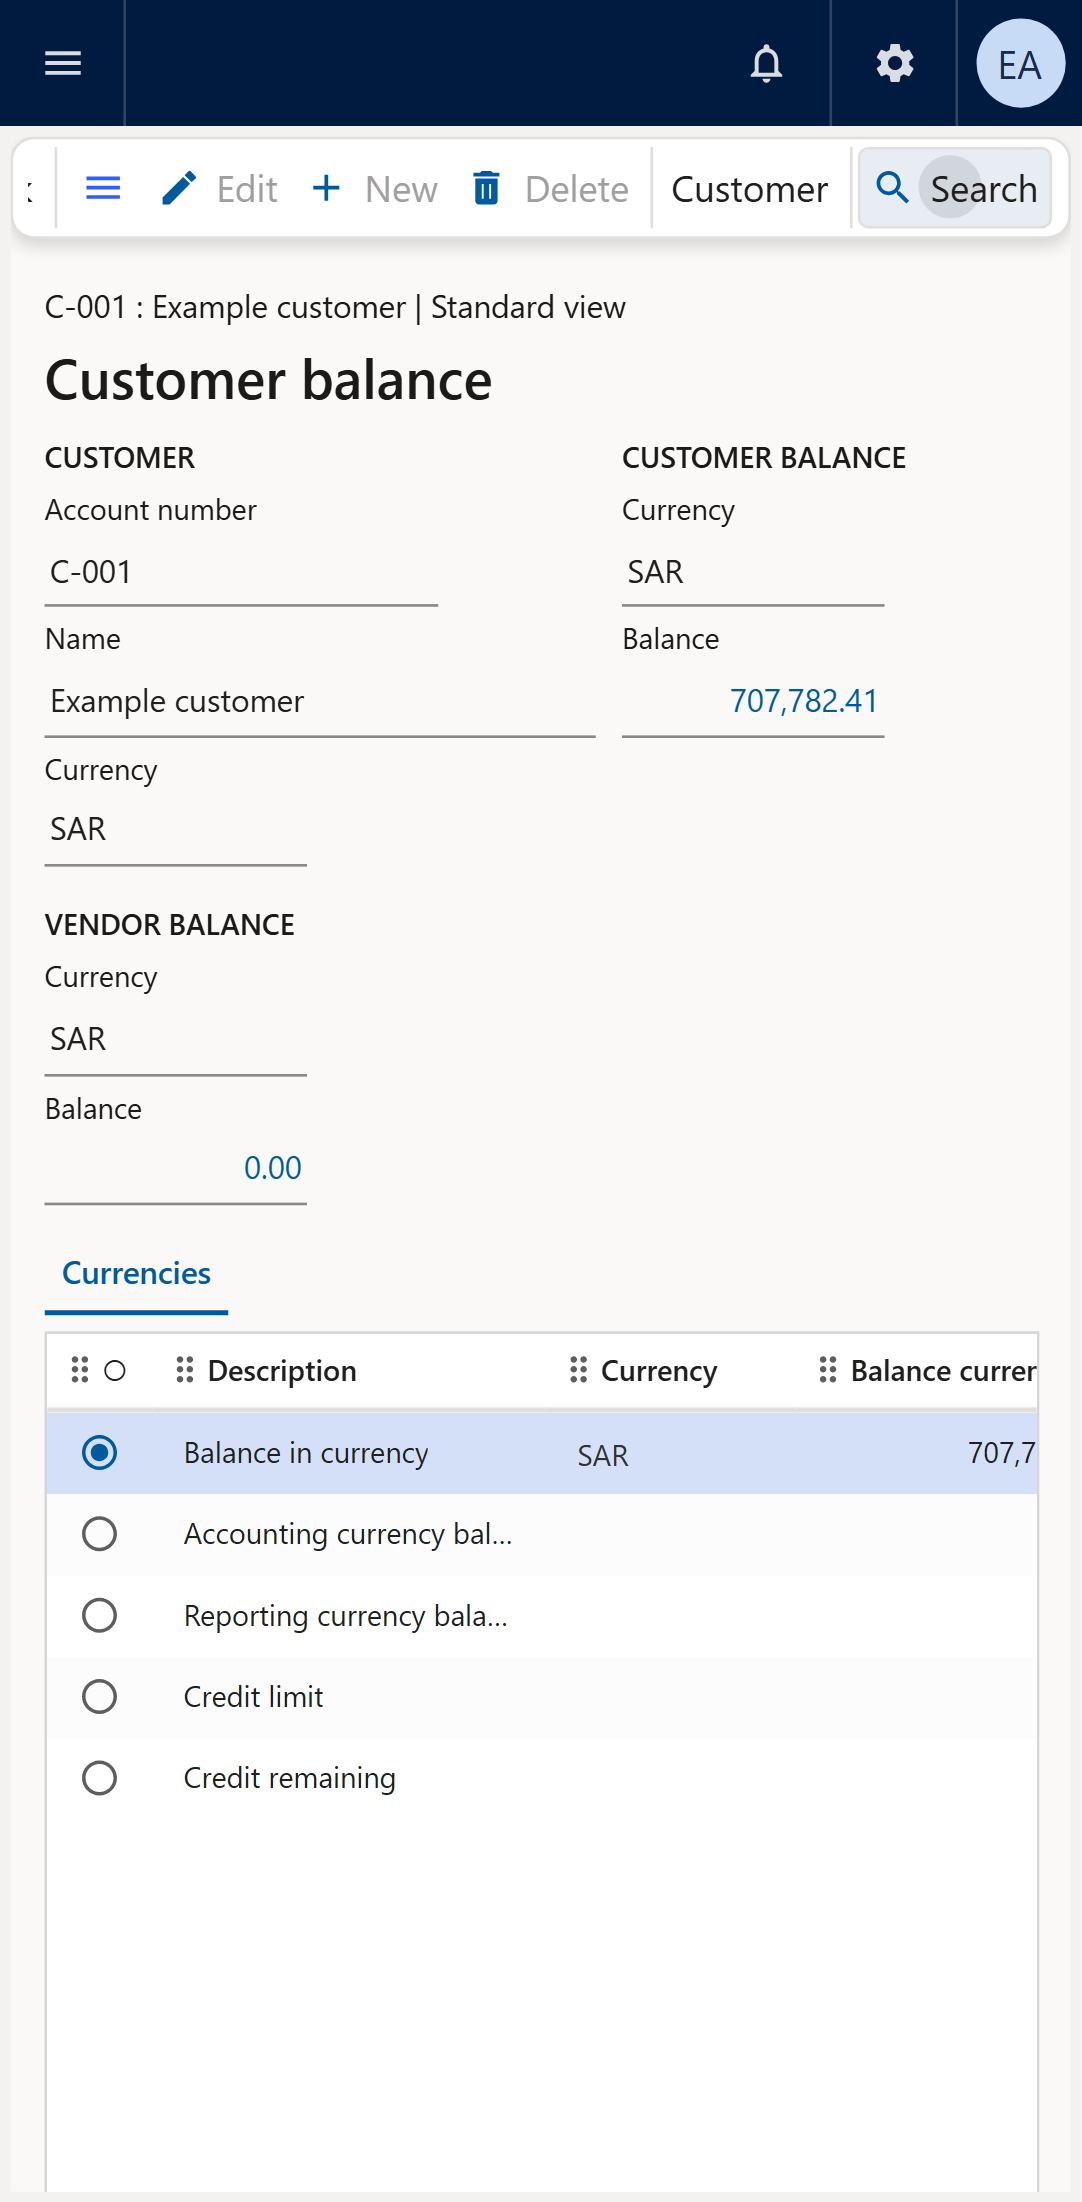 EA
Edit
New
Delete
Customer
Search
C-001 : Example customer | Standard view
Customer balance
CUSTOMER
Account number
C-001
Name
Example customer
Currency
SAR
CUSTOMER BALANCE
Currency
SAR
Balance
707,782.41
VENDOR BALANCE
Currency
SAR
Balance
0.00
Currencies
Description Currency Balance curren
Balance in currency SAR 707,7
Accounting currency bal...
Reporting currency bala...
Credit limit
Credit remaining